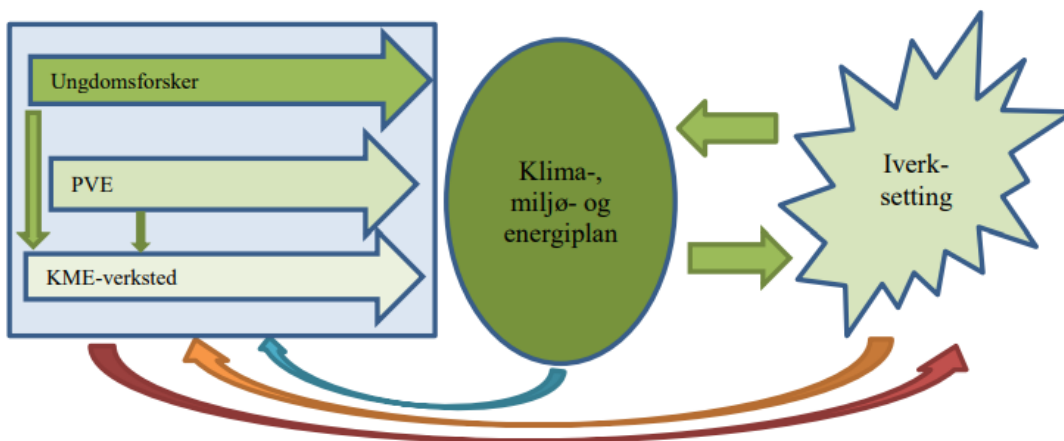 Ungdomsforsker
PVE
KME-verksted
Klima-,
miljø- og
energiplan
Iverk-
setting